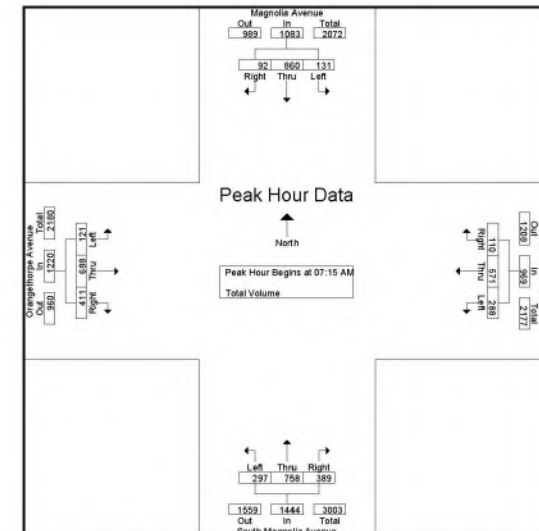 Magnolia Avenue
Out In Total
989 1083 2072
92 860 131
Right Thru Left
Orangethorpe Avenue
Total In Out
2180 1220 960
121 688 411
Left Thru Right
Peak Hour Data
North
Peak Hour Begins at 07:15 AM
Total Volume
Right Thru Left
110 571 288
1208 969 2177
Out In Total
Left Thru Right
297 758 389
1559 1444 3003
Out In Total
South Magnolia Avenue